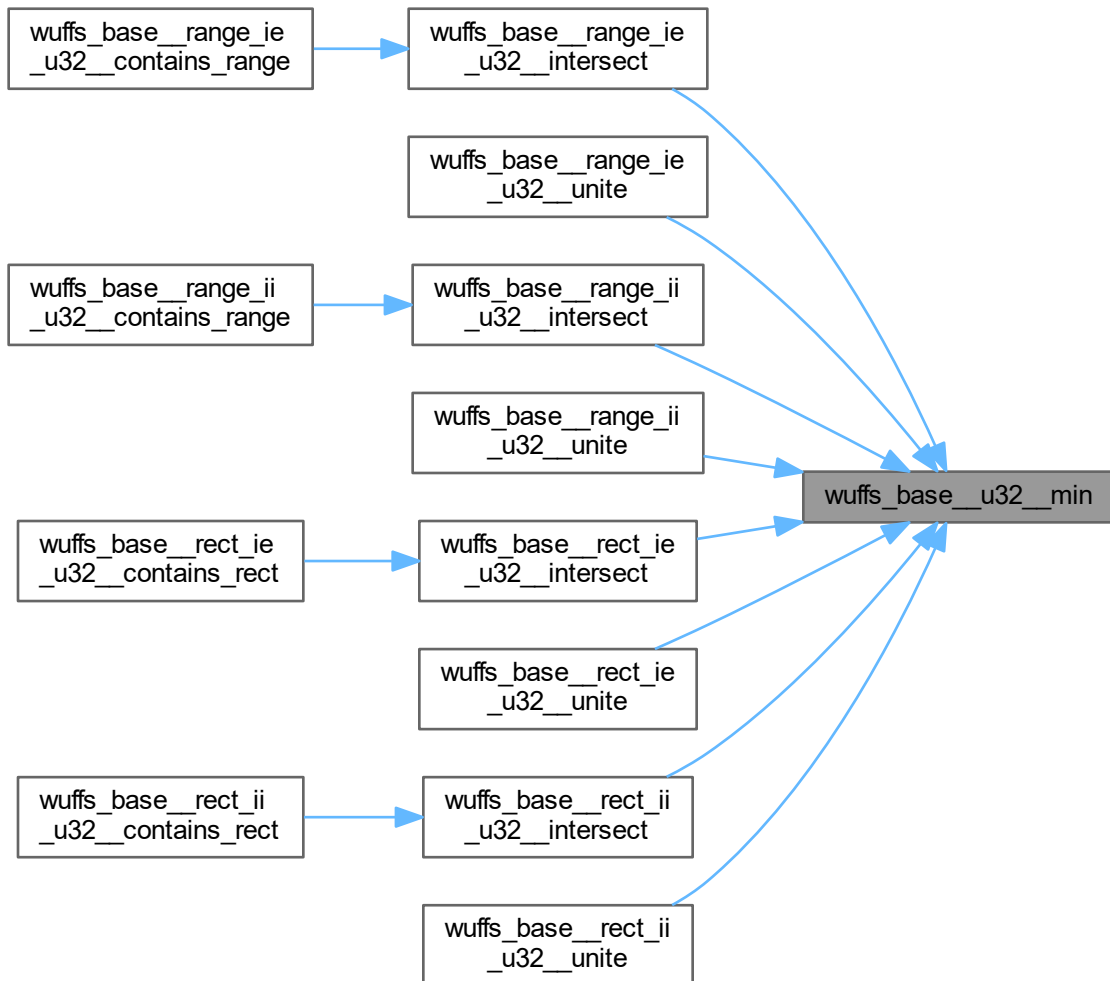 wuffs_base__range_ie
_u32__contains_range
wuffs_base__range_ie
_u32__intersect
wuffs_base__range_ie
_u32__unite
wuffs_base__range_ii
_u32__contains_range
wuffs_base__range_ii
_u32__intersect
wuffs_base__range_ii
_u32__unite
wuffs_base__u32__min
wuffs_base__rect_ie
_u32__contains_rect
wuffs_base__rect_ie
_u32__intersect
wuffs_base__rect_ie
_u32__unite
wuffs_base__rect_ii
_u32__contains_rect
wuffs_base__rect_ii
_u32__intersect
wuffs_base__rect_ii
_u32__unite